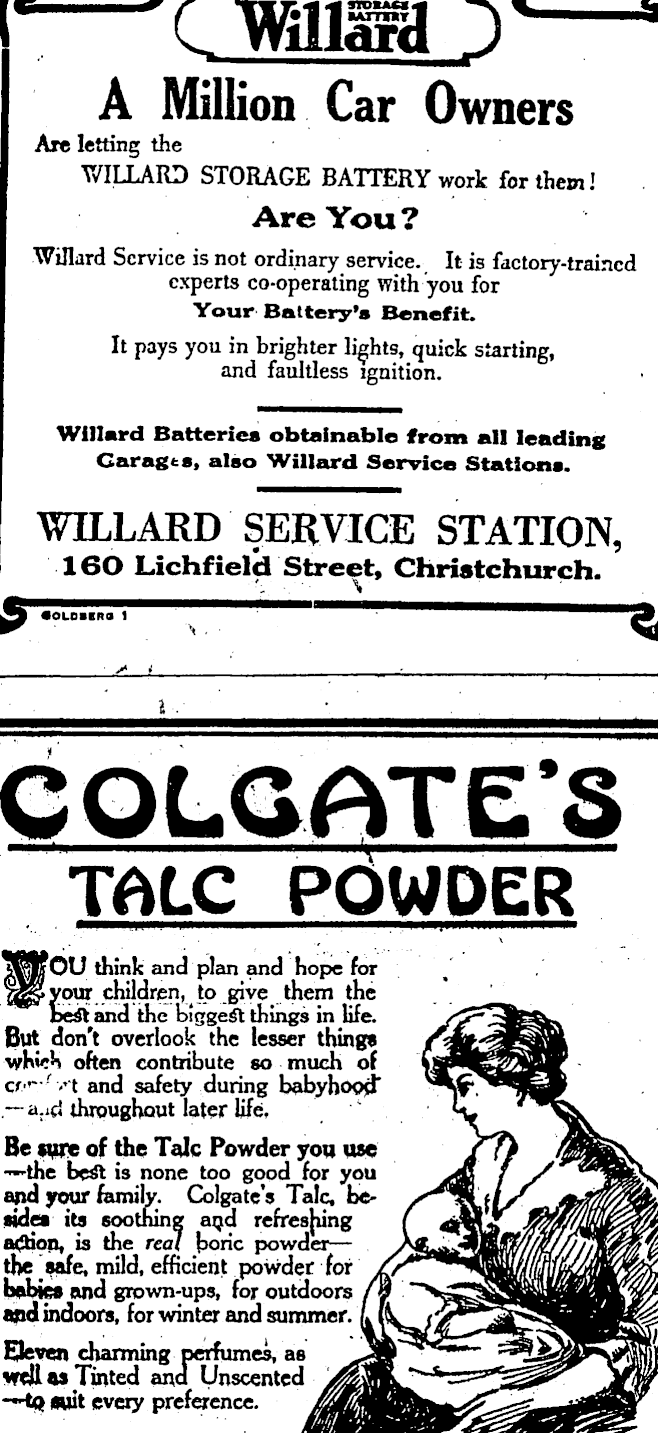 Willard
STORAGE
BATTERY
A Million Car Owners
Are letting the
WILLARD STORAGE BATTERY work for them!
Are You?
Willard Service is not ordinary service. It is factory-trained
experts co-operating with you for
Your Battery's Benefit.
It pays you in brighter lights, quick starting,
and faultless ignition.
Willard Batteries obtainable from all leading
Garages, also Willard Service Stations.
WILLARD SERVICE STATION,
160 Lichfield Street, Christchurch.
GOLDBERG 1
COLGATE'S
TALC POWDER
YOU think and plan and hope for
your children, to give them the
best and the biggest things in life.
But don't overlook the lesser things
which often contribute so much of
comfort and safety during babyhood
—and throughout later life.
Be sure of the Talc Powder you use
—the best is none too good for you
and your family. Colgate's Talc, be-
sides its soothing and refreshing
action, is the real boric powder—
the safe, mild, efficient powder for
babies and grown-ups, for outdoors
and indoors, for winter and summer.
Eleven charming perfumes, as
well as Tinted and Unscented
—to suit every preference.